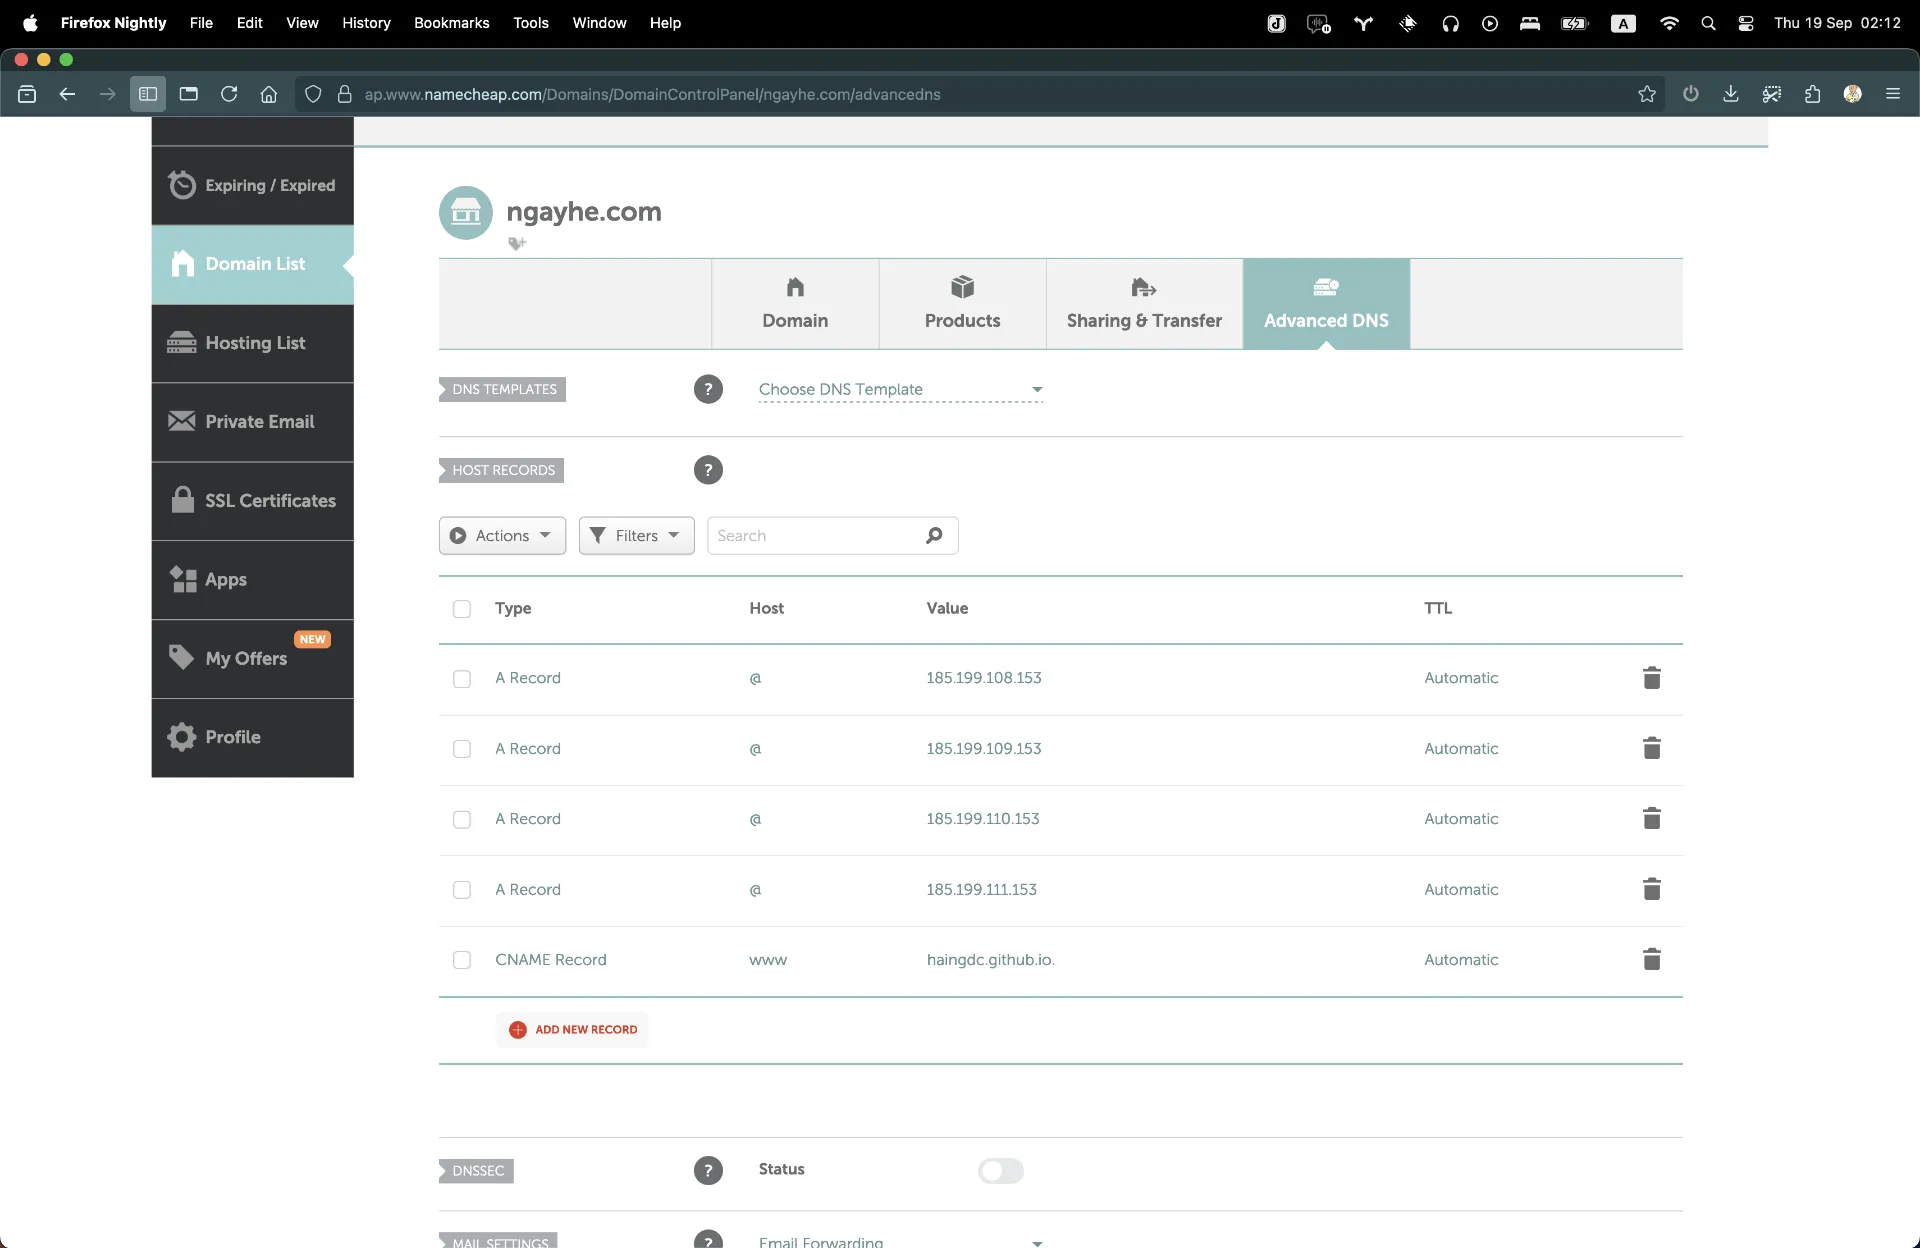 Firefox Nightly File Edit View History Bookmarks Tools Window Help A Thu 19 Sep 02:12
ap.www.namecheap.com/Domains/DomainControlPanel/ngayhe.com/advancedns
Expiring / Expired
Domain List
Hosting List
Private Email
SSL Certificates
Apps
NEW
My Offers
Profile
ngayhe.com
Domain Products Sharing & Transfer Advanced DNS
DNS TEMPLATES ? Choose DNS Template
HOST RECORDS ?
Actions Filters Search
Type Host Value TTL
A Record @ 185.199.108.153 Automatic
A Record @ 185.199.109.153 Automatic
A Record @ 185.199.110.153 Automatic
A Record @ 185.199.111.153 Automatic
CNAME Record www haingdc.github.io. Automatic
ADD NEW RECORD
DNSSEC ? Status
MAIL SETTINGS ? Email Forwarding